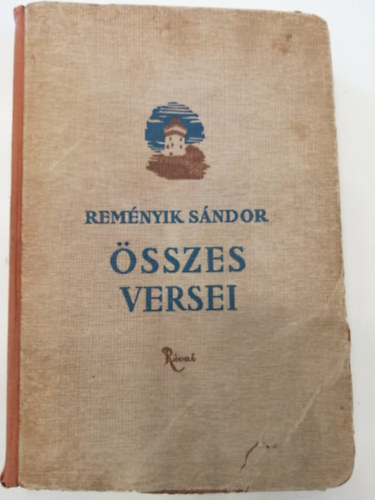 REMÉNYIK SÁNDOR
ÖSSZES
VERSEI
Révai